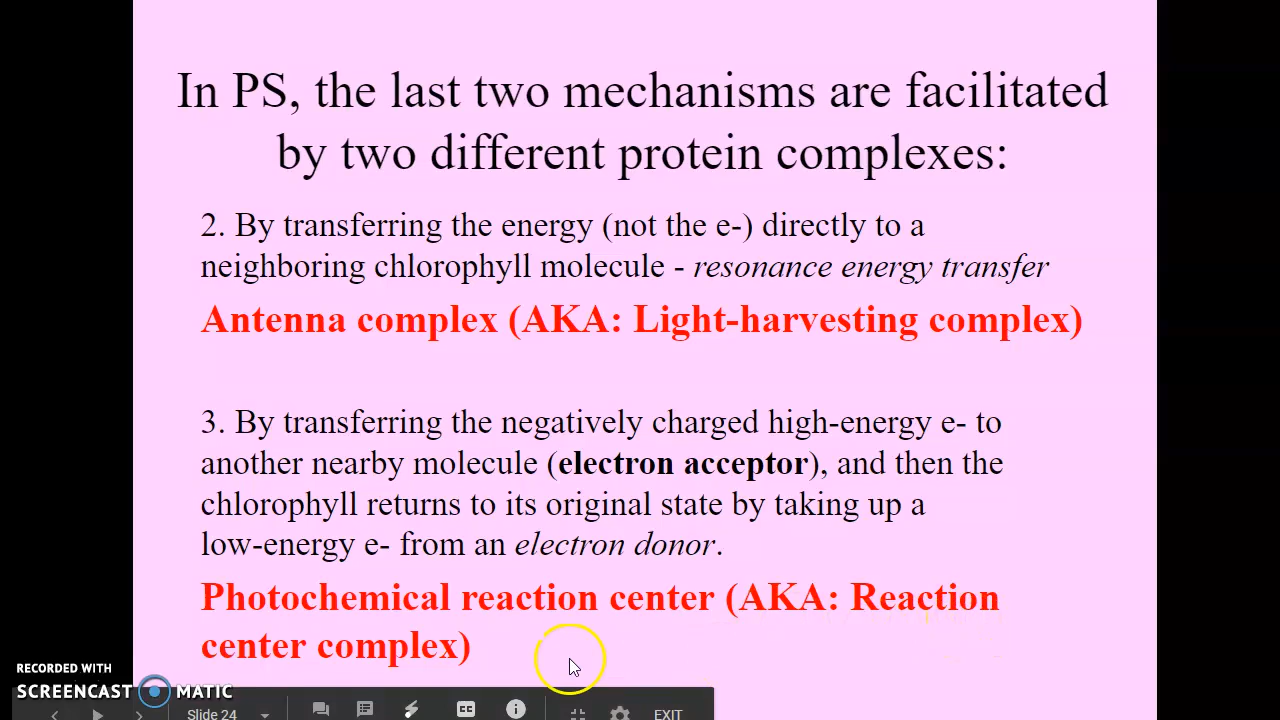 In PS, the last two mechanisms are facilitated
by two different protein complexes:
2. By transferring the energy (not the e-) directly to a
neighboring chlorophyll molecule - resonance energy transfer
Antenna complex (AKA: Light-harvesting complex)
3. By transferring the negatively charged high-energy e- to
another nearby molecule (electron acceptor), and then the
chlorophyll returns to its original state by taking up a
low-energy e- from an electron donor.
Photochemical reaction center (AKA: Reaction
center complex)
RECORDED WITH
SCREENCAST MATIC
Slide 24 CC EXIT